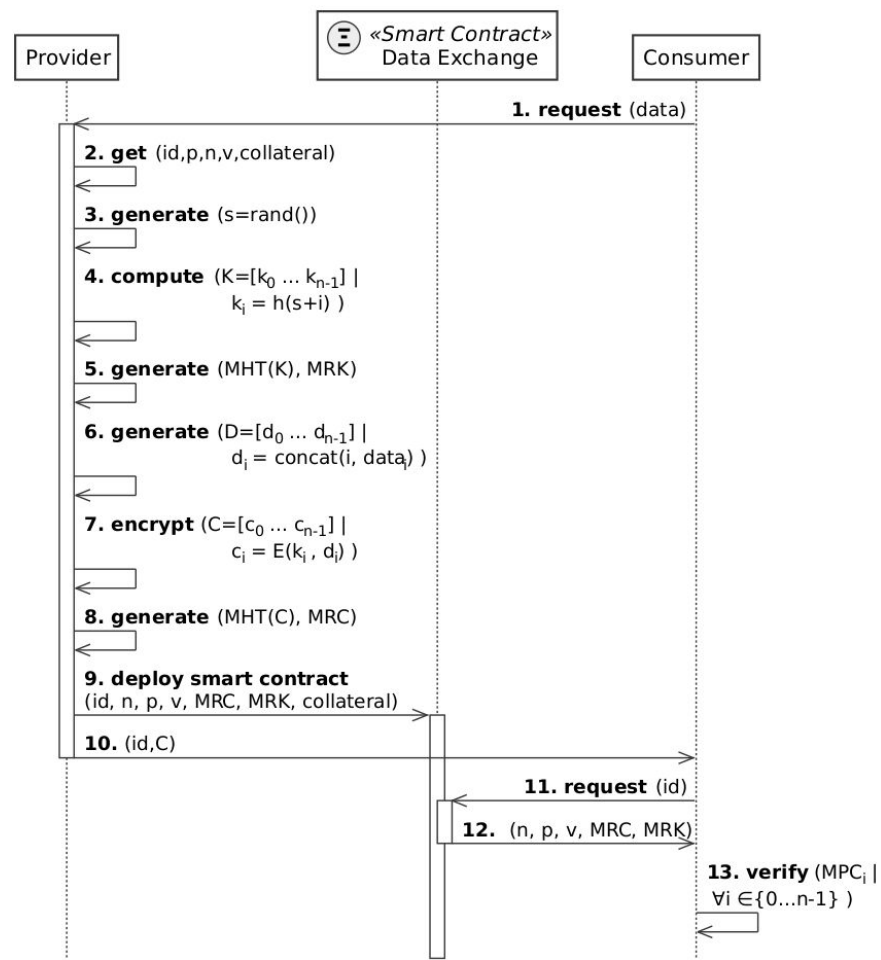 Provider
Ξ «Smart Contract»
Data Exchange
Consumer
1. request (data)
2. get (id,p,n,v,collateral)
3. generate (s=rand())
4. compute (K=[k0 ... kn-1] |
ki = h(s+i) )
5. generate (MHT(K), MRK)
6. generate (D=[d0 ... dn-1] |
di = concat(i, datai) )
7. encrypt (C=[c0 ... cn-1] |
ci = E(ki , di) )
8. generate (MHT(C), MRC)
9. deploy smart contract
(id, n, p, v, MRC, MRK, collateral)
10. (id,C)
11. request (id)
12. (n, p, v, MRC, MRK)
13. verify (MPCi |
∀i ∈{0...n-1} )